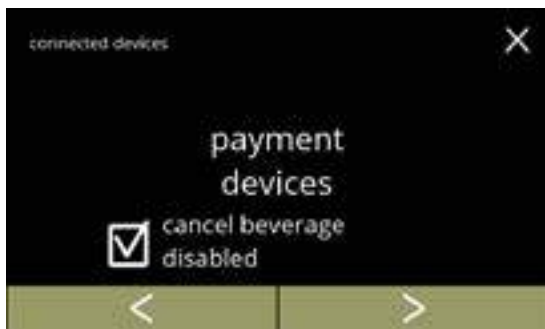 connected devices
payment
devices
cancel beverage
disabled